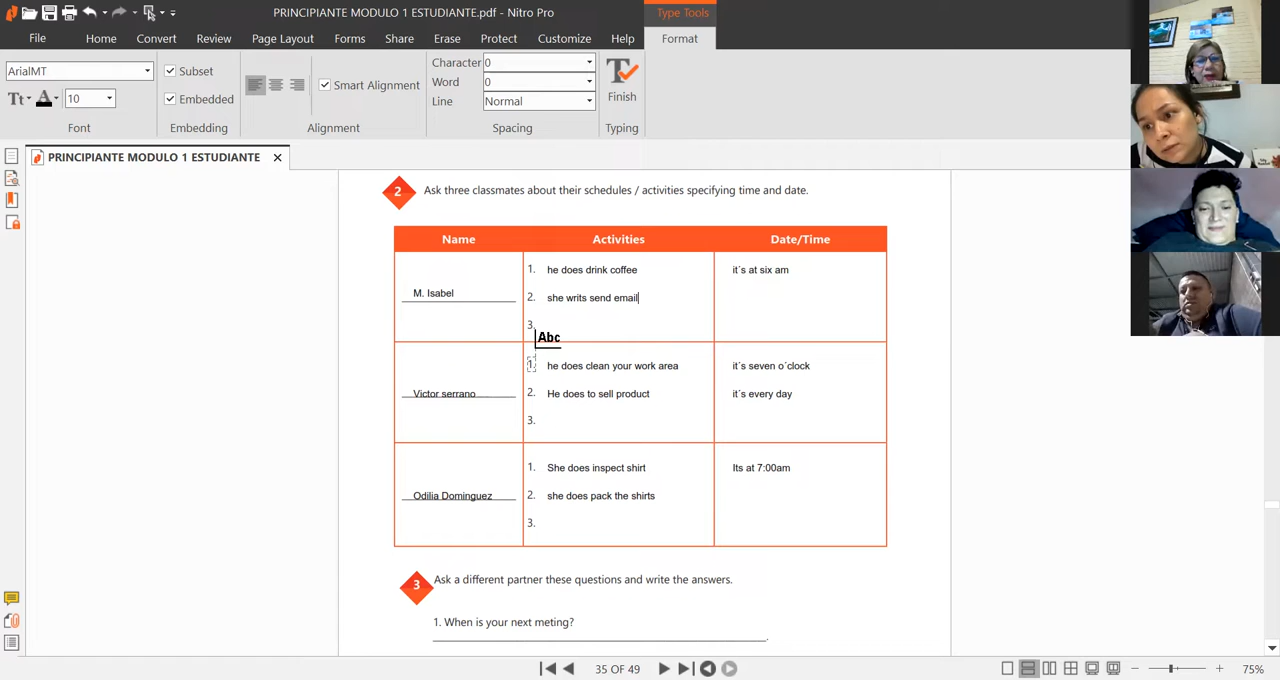 PRINCIPIANTE MODULO 1 ESTUDIANTE.pdf - Nitro Pro
Type Tools
File Home Convert Review Page Layout Forms Share Erase Protect Customize Help Format
ArialMT
Tt A 10
Font
Subset
Embedded
Embedding
Smart Alignment
Alignment
Character 0
Word 0
Line Normal
Spacing
Finish
Typing
PRINCIPIANTE MODULO 1 ESTUDIANTE
2 Ask three classmates about their schedules / activities specifying time and date.
Name Activities Date/Time
M. Isabel
1. he does drink coffee it´s at six am
2. she writs send email
3.
Abc
Victor serrano
1. he does clean your work area it´s seven o´clock
2. He does to sell product it´s every day
3.
Odilia Dominguez
1. She does inspect shirt Its at 7:00am
2. she does pack the shirts
3.
3 Ask a different partner these questions and write the answers.
1. When is your next meting?
35 OF 49
75%